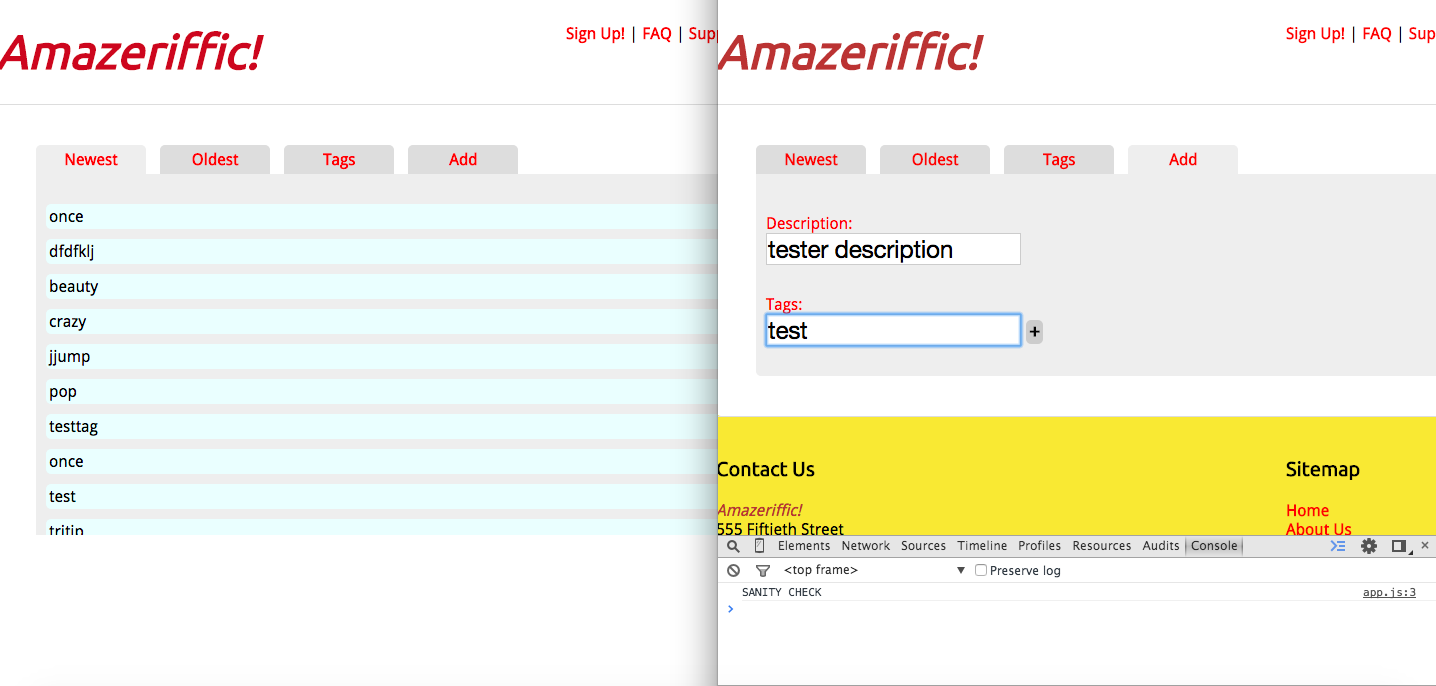 Amazeriffic!
Sign Up! | FAQ | Supp
Newest Oldest Tags Add
once
dfdfklj
beauty
crazy
jjump
pop
testtag
once
test
tritip
Amazeriffic!
Sign Up! | FAQ | Sup
Newest Oldest Tags Add
Description:
tester description
Tags:
test +
Contact Us
Amazeriffic!
555 Fiftieth Street
Sitemap
Home
About Us
Elements Network Sources Timeline Profiles Resources Audits Console
<top frame> Preserve log
SANITY CHECK app.js:3